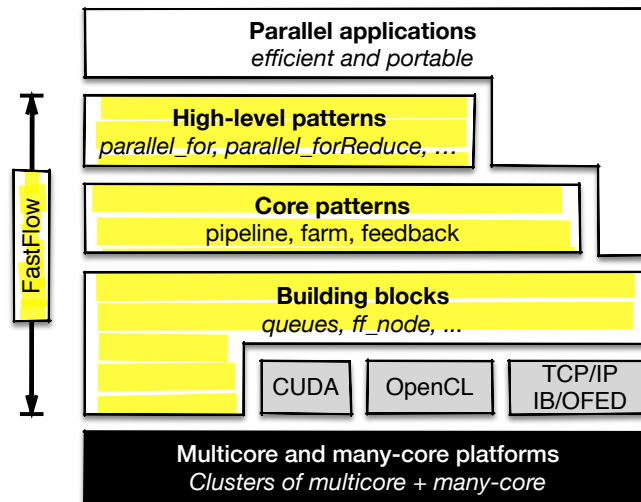 Parallel applications
efficient and portable
High-level patterns
parallel_for, parallel_forReduce, …
Core patterns
pipeline, farm, feedback
FastFlow
Building blocks
queues, ff_node, ...
CUDA
OpenCL
TCP/IP
IB/OFED
Multicore and many-core platforms
Clusters of multicore + many-core